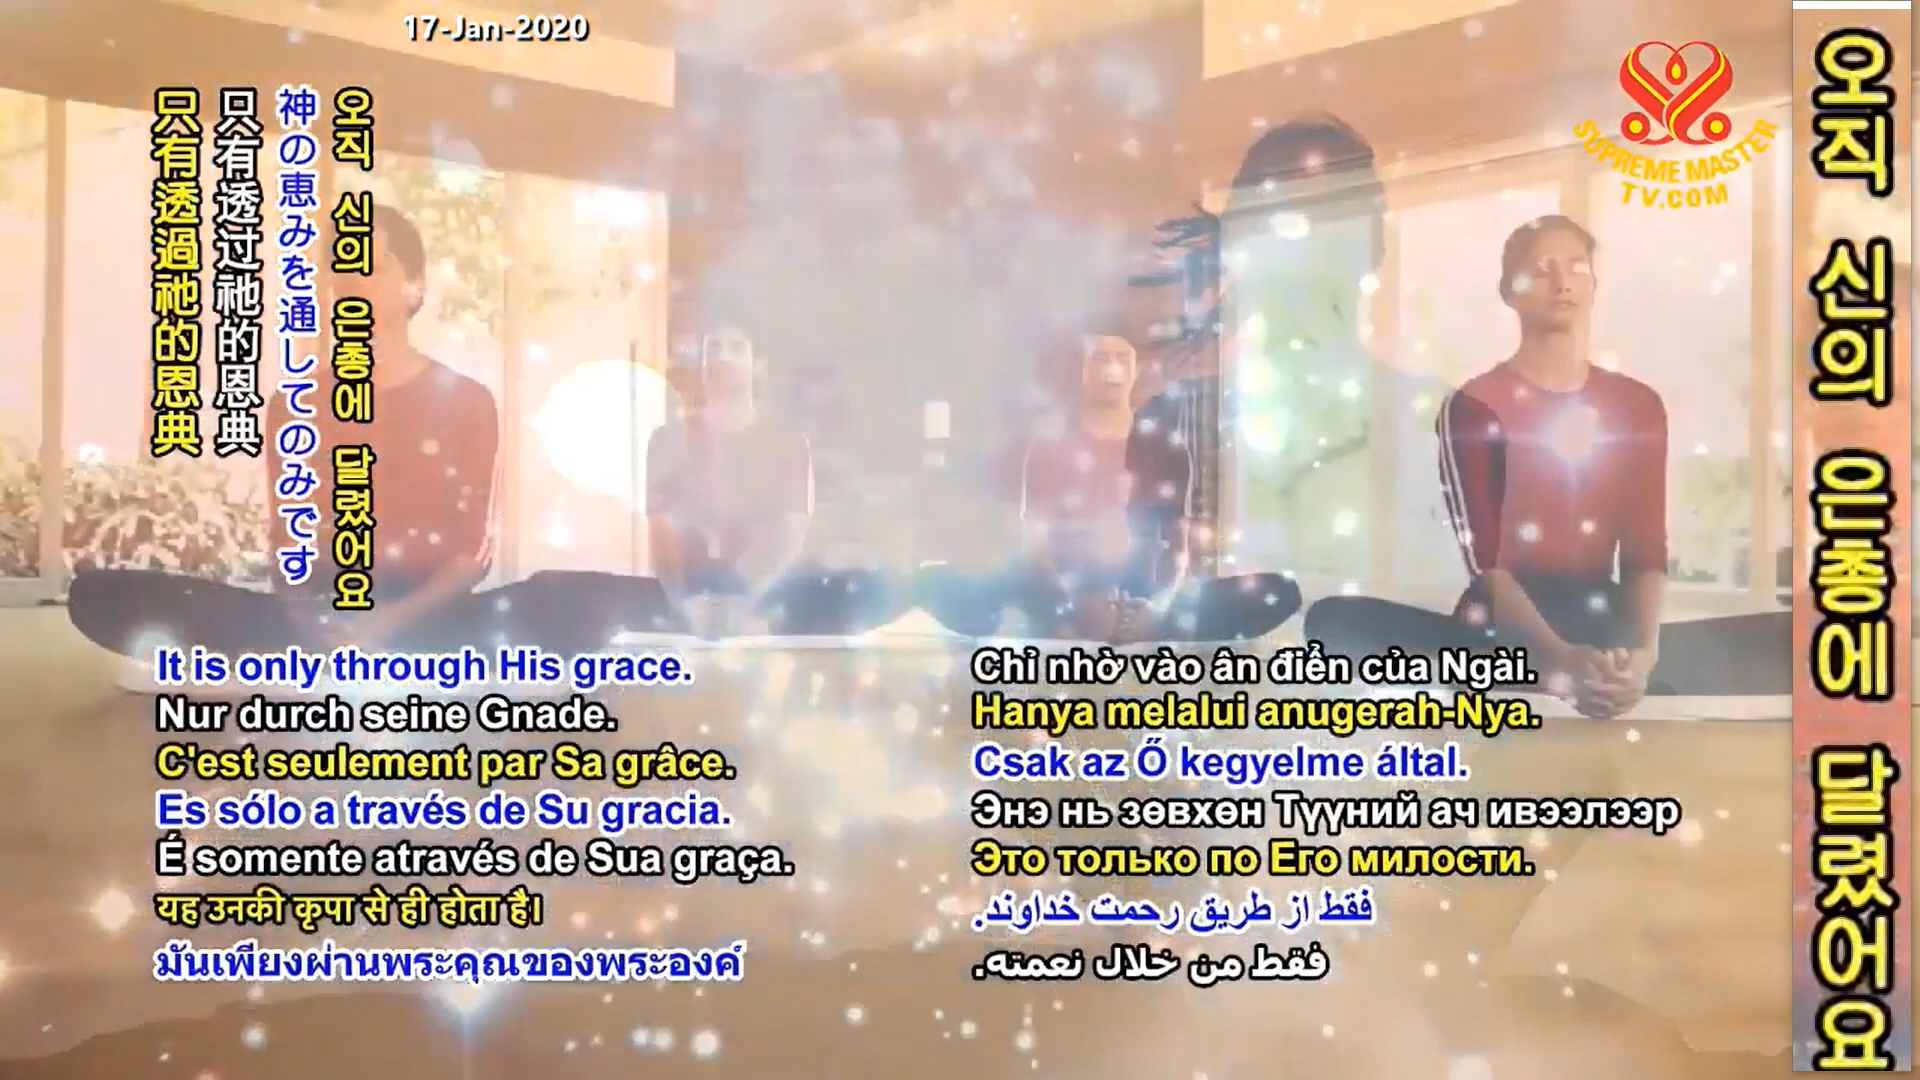 17-Jan-2020
SUPREME MASTER
TV.COM
오직 신의 은총에 달렸어요
神の恵みを通してのみです
只有透过祂的恩典
只有透過祂的恩典
It is only through His grace.
Nur durch seine Gnade.
C'est seulement par Sa grâce.
Es sólo a través de Su gracia.
É somente através de Sua graça.
यह उनकी कृपा से ही होता है।
มันเพียงผ่านพระคุณของพระองค์
Chỉ nhờ vào ân điển của Ngài.
Hanya melalui anugerah-Nya.
Csak az Ő kegyelme által.
Энэ нь зөвхөн Түүний ач ивээлээр
Это только по Его милости.
فقط از طریق رحمت خداوند.
فقط من خلال نعمته.
오직 신의 은총에 달렸어요